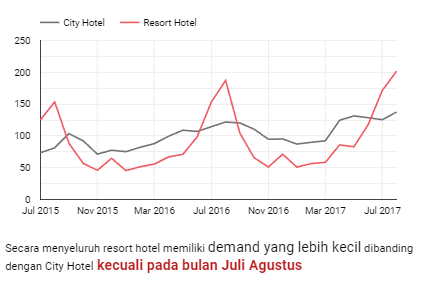 City Hotel Resort Hotel
250
200
150
100
50
0
Jul 2015 Nov 2015 Mar 2016 Jul 2016 Nov 2016 Mar 2017 Jul 2017
Secara menyeluruh resort hotel memiliki demand yang lebih kecil dibanding
dengan City Hotel kecuali pada bulan Juli Agustus